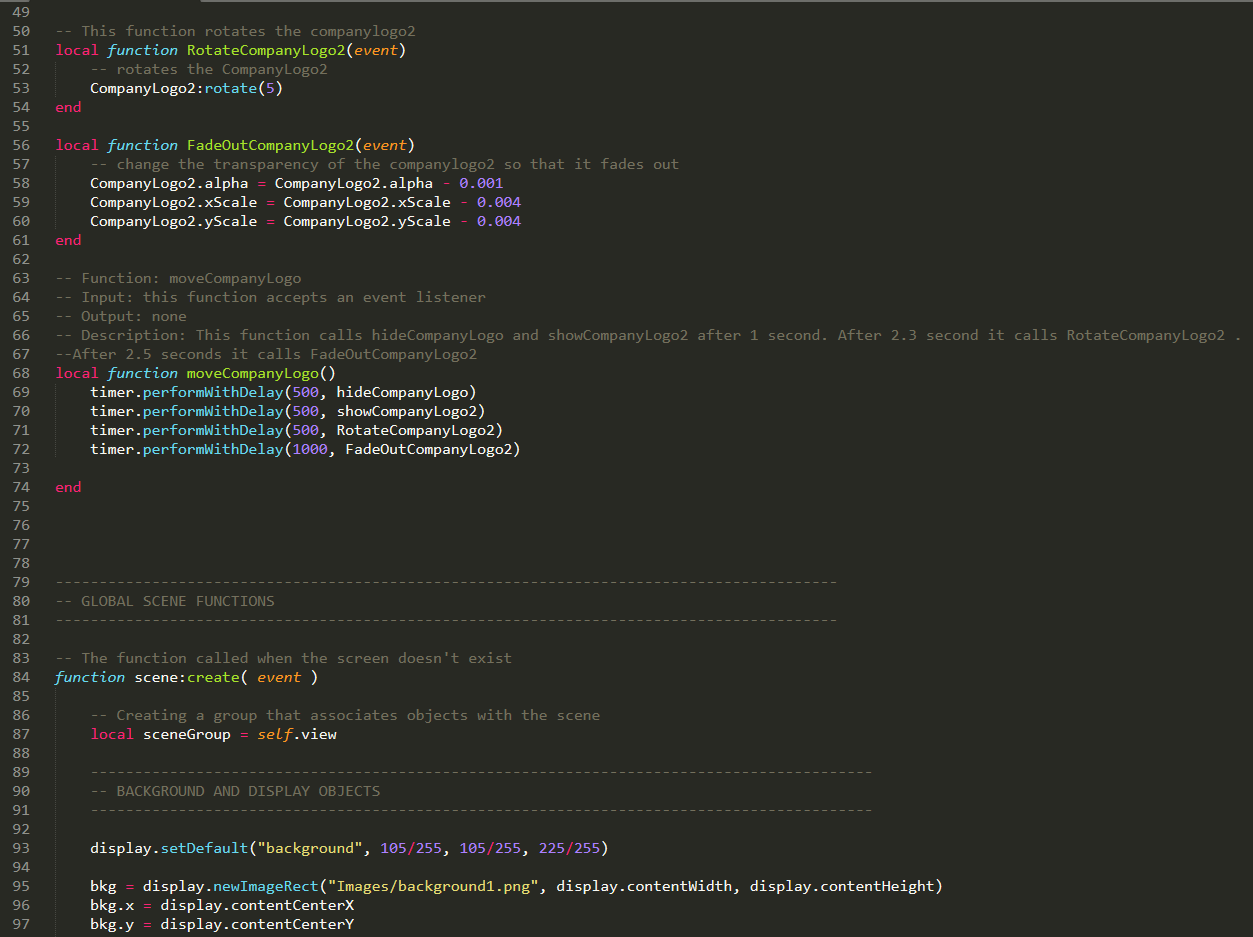 49
50 -- This function rotates the companylogo2
51 local function RotateCompanyLogo2(event)
52 -- rotates the CompanyLogo2
53 CompanyLogo2:rotate(5)
54 end
55
56 local function FadeOutCompanyLogo2(event)
57 -- change the transparency of the companylogo2 so that it fades out
58 CompanyLogo2.alpha = CompanyLogo2.alpha - 0.001
59 CompanyLogo2.xScale = CompanyLogo2.xScale - 0.004
60 CompanyLogo2.yScale = CompanyLogo2.yScale - 0.004
61 end
62
63 -- Function: moveCompanyLogo
64 -- Input: this function accepts an event listener
65 -- Output: none
66 -- Description: This function calls hideCompanyLogo and showCompanyLogo2 after 1 second. After 2.3 second it calls RotateCompanyLogo2 .
67 --After 2.5 seconds it calls FadeOutCompanyLogo2
68 local function moveCompanyLogo()
69 timer.performWithDelay(500, hideCompanyLogo)
70 timer.performWithDelay(500, showCompanyLogo2)
71 timer.performWithDelay(500, RotateCompanyLogo2)
72 timer.performWithDelay(1000, FadeOutCompanyLogo2)
73
74 end
75
76
77
78
79 -----------------------------------------------------------------------------------------
80 -- GLOBAL SCENE FUNCTIONS
81 -----------------------------------------------------------------------------------------
82
83 -- The function called when the screen doesn't exist
84 function scene:create( event )
85
86 -- Creating a group that associates objects with the scene
87 local sceneGroup = self.view
88
89 -----------------------------------------------------------------------------------------
90 -- BACKGROUND AND DISPLAY OBJECTS
91 -----------------------------------------------------------------------------------------
92
93 display.setDefault("background", 105/255, 105/255, 225/255)
94
95 bkg = display.newImageRect("Images/background1.png", display.contentWidth, display.contentHeight)
96 bkg.x = display.contentCenterX
97 bkg.y = display.contentCenterY